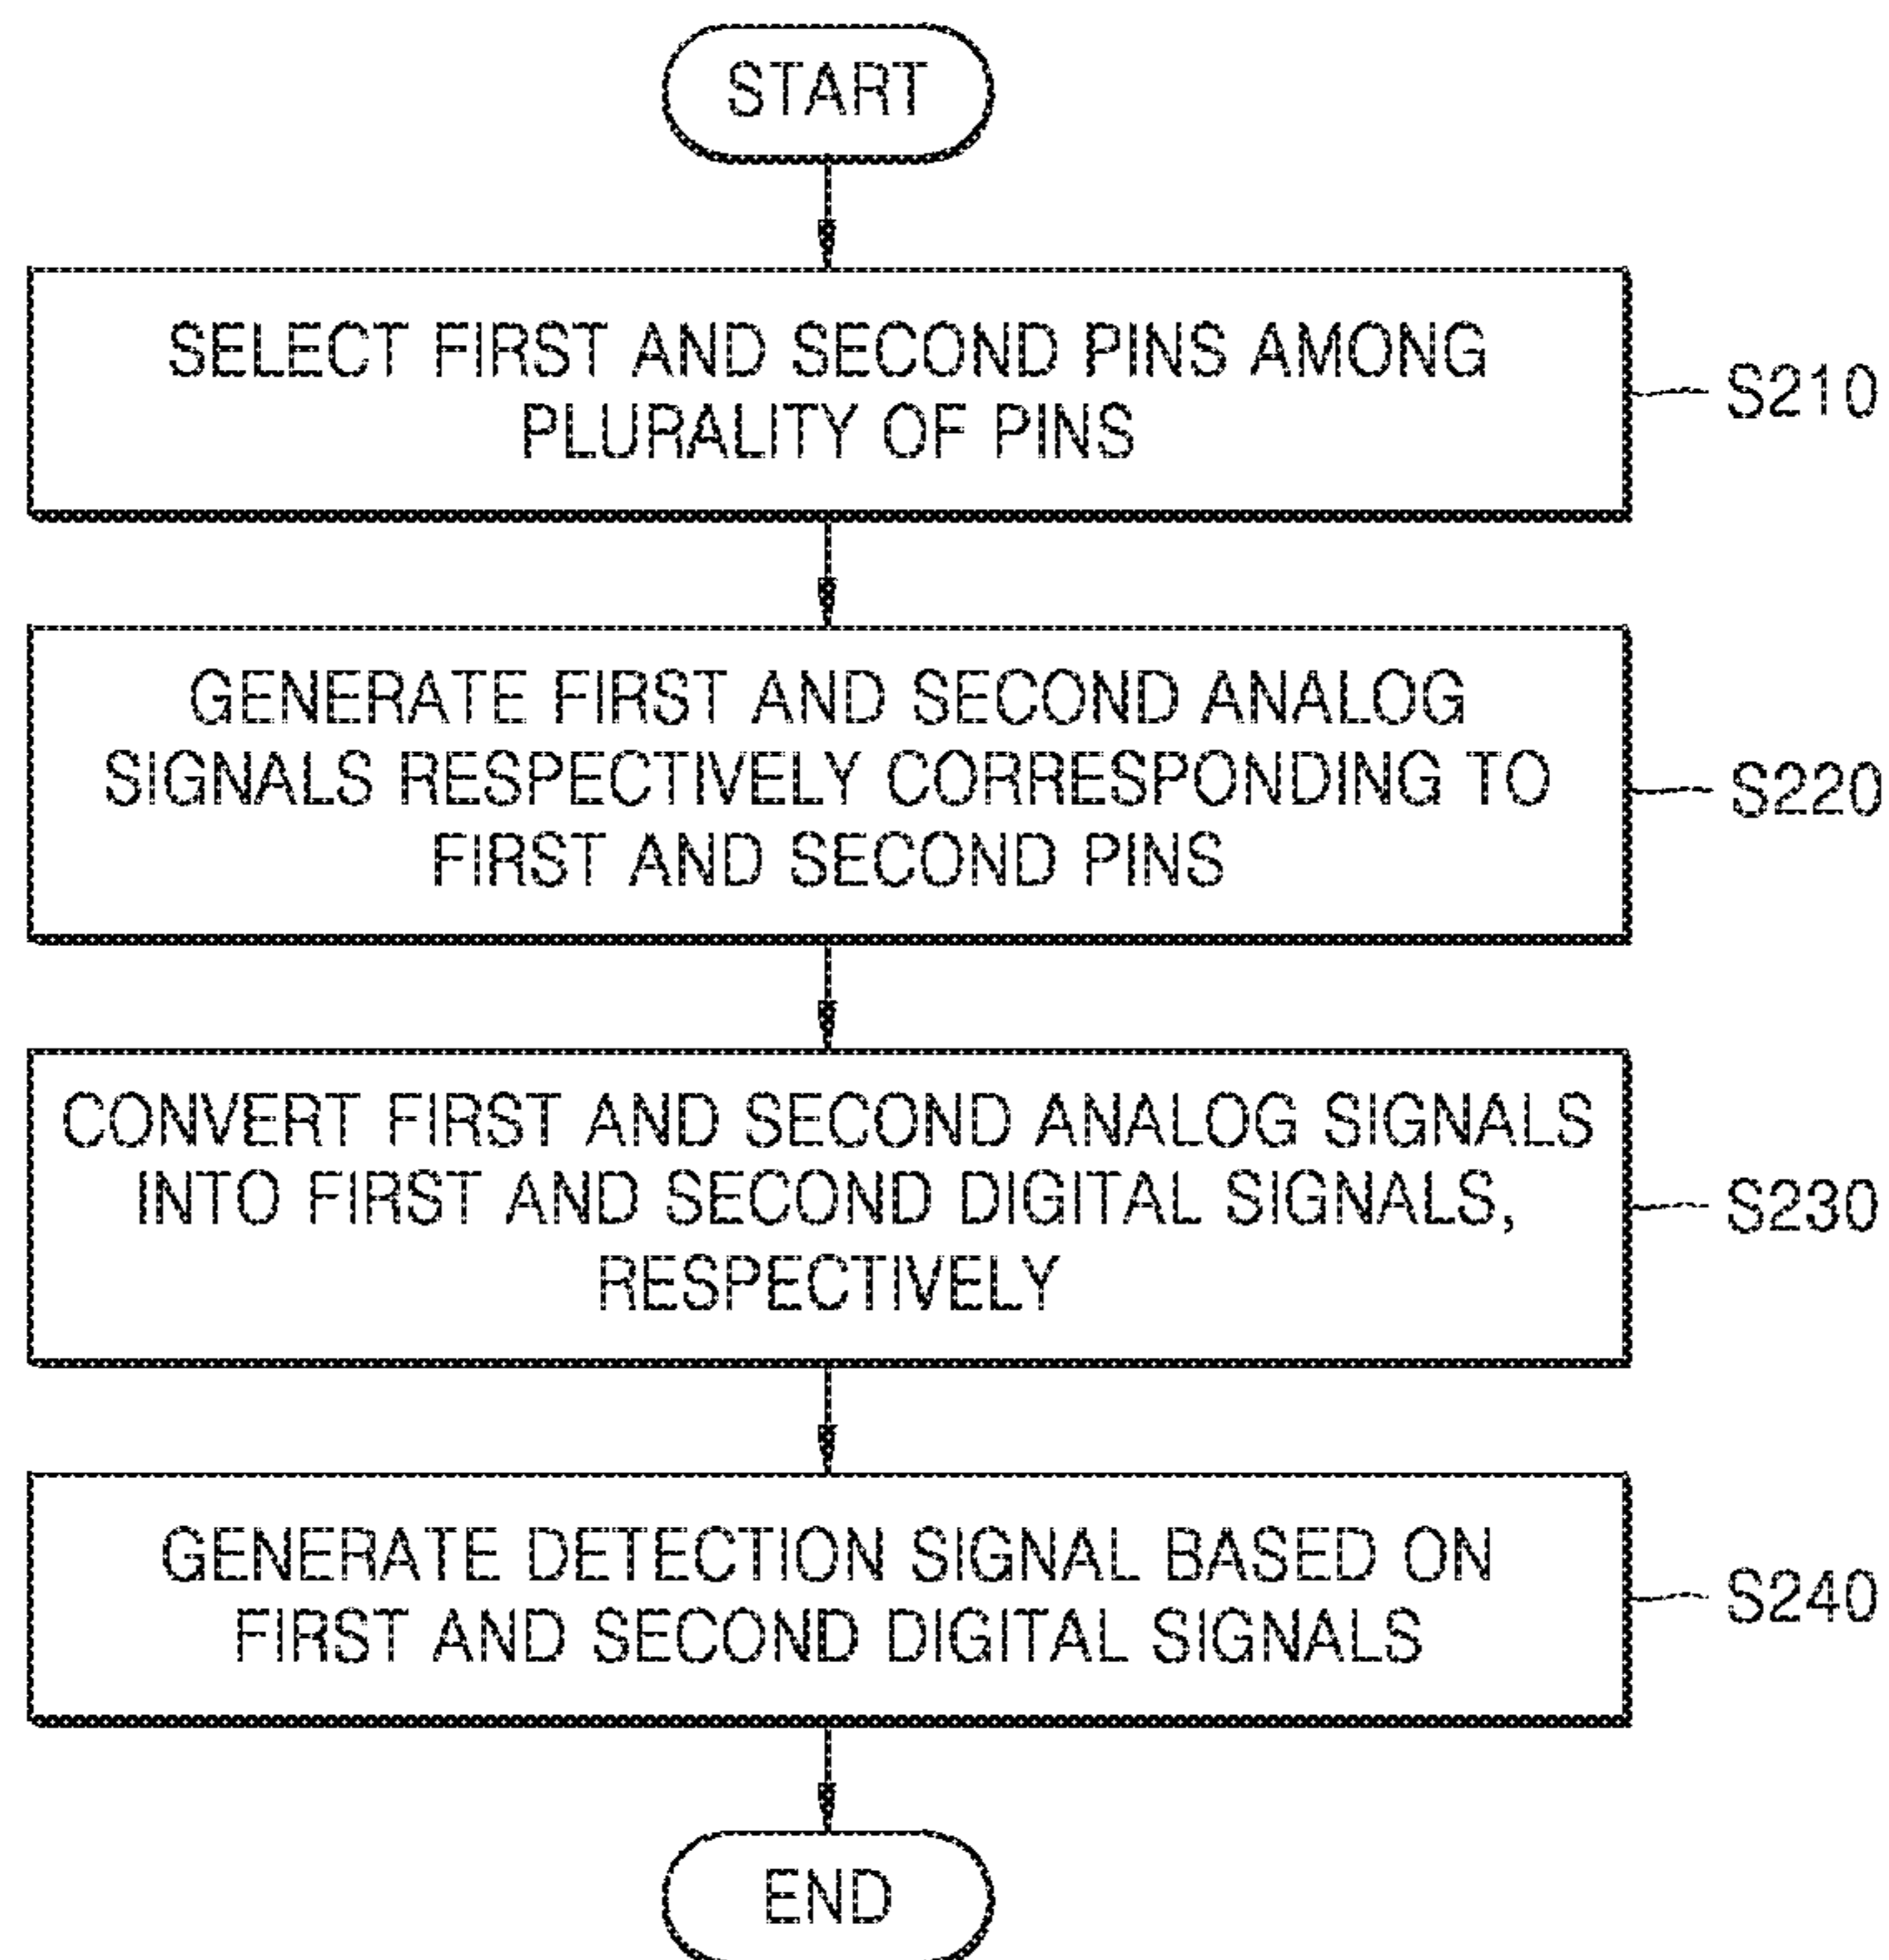 START
SELECT FIRST AND SECOND PINS AMONG
PLURALITY OF PINS
S210
GENERATE FIRST AND SECOND ANALOG
SIGNALS RESPECTIVELY CORRESPONDING TO
FIRST AND SECOND PINS
S220
CONVERT FIRST AND SECOND ANALOG SIGNALS
INTO FIRST AND SECOND DIGITAL SIGNALS,
RESPECTIVELY
S230
GENERATE DETECTION SIGNAL BASED ON
FIRST AND SECOND DIGITAL SIGNALS
S240
END